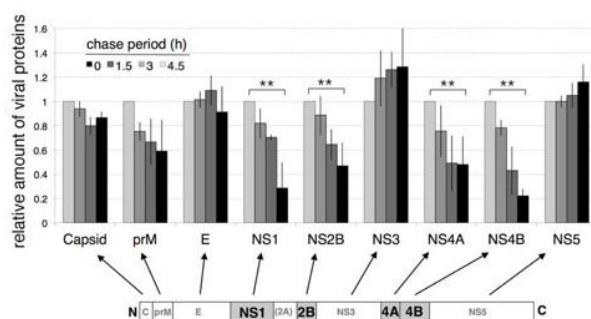 relative amount of viral proteins
1.6
1.4
1.2
1
0.8
0.6
0.4
0.2
0
chase period (h)
0 1.5 3 4.5
** ** ** **
Capsid prM E NS1 NS2B NS3 NS4A NS4B NS5
N C prM E NS1 (2A) 2B NS3 4A 4B NS5 C